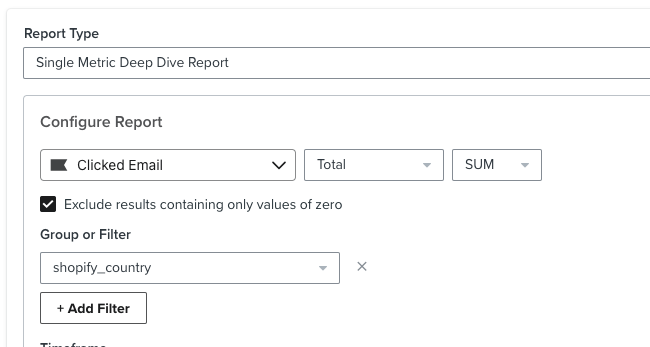 Report Type
Single Metric Deep Dive Report
Configure Report
Clicked Email Total SUM
Exclude results containing only values of zero
Group or Filter
shopify_country
+ Add Filter
Timeframe